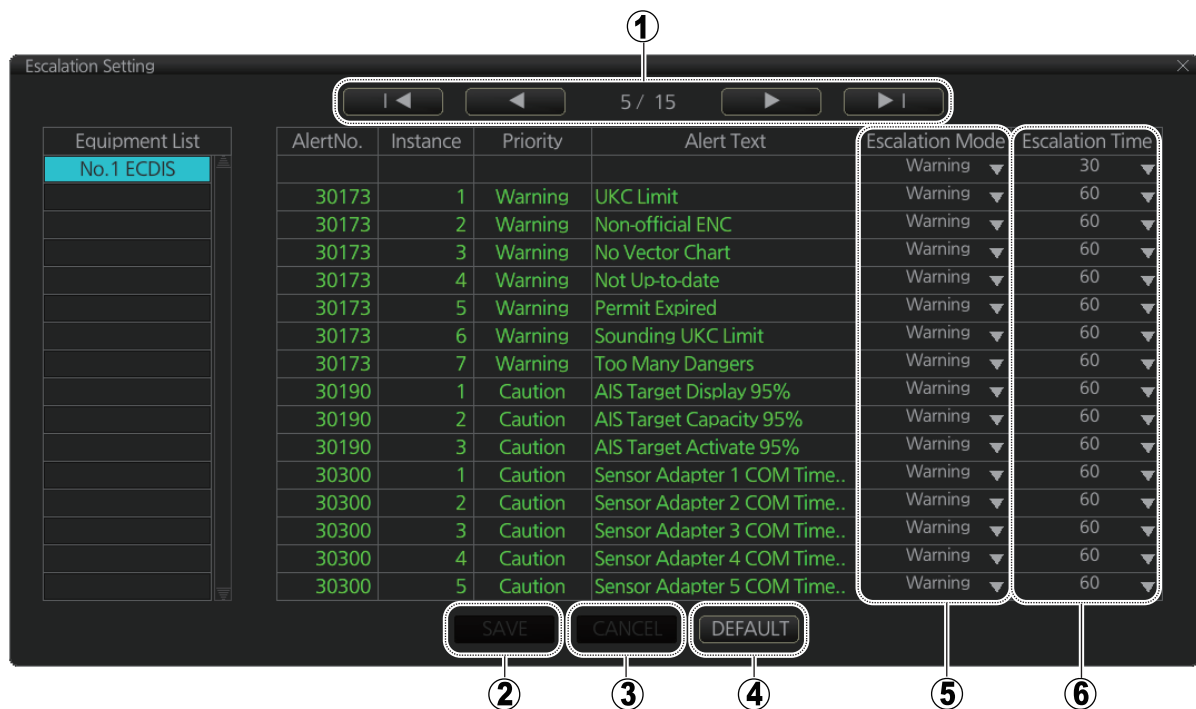 1
Escalation Setting
5 / 15
Equipment List AlertNo. Instance Priority Alert Text Escalation Mode Escalation Time
No.1 ECDIS Warning 30
30173 1 Warning UKC Limit Warning 60
30173 2 Warning Non-official ENC Warning 60
30173 3 Warning No Vector Chart Warning 60
30173 4 Warning Not Up-to-date Warning 60
30173 5 Warning Permit Expired Warning 60
30173 6 Warning Sounding UKC Limit Warning 60
30173 7 Warning Too Many Dangers Warning 60
30190 1 Caution AIS Target Display 95% Warning 60
30190 2 Caution AIS Target Capacity 95% Warning 60
30190 3 Caution AIS Target Activate 95% Warning 60
30300 1 Caution Sensor Adapter 1 COM Time.. Warning 60
30300 2 Caution Sensor Adapter 2 COM Time.. Warning 60
30300 3 Caution Sensor Adapter 3 COM Time.. Warning 60
30300 4 Caution Sensor Adapter 4 COM Time.. Warning 60
30300 5 Caution Sensor Adapter 5 COM Time.. Warning 60
SAVE CANCEL DEFAULT
2 3 4 5 6